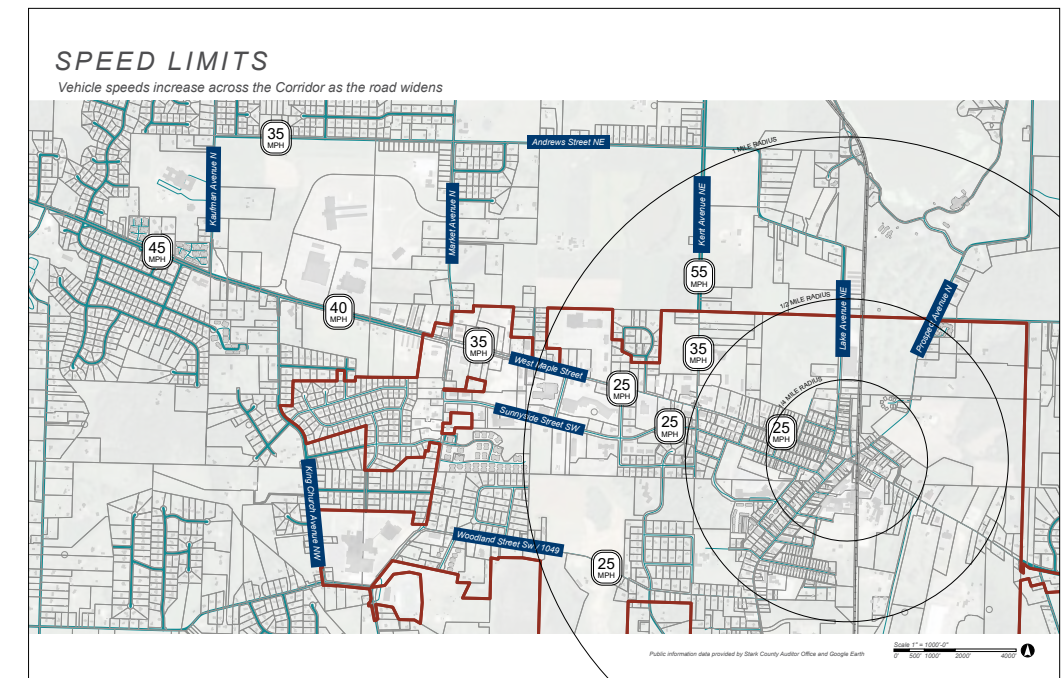 SPEED LIMITS
Vehicle speeds increase across the Corridor as the road widens
35
MPH
Andrews Street NE
1 MILE RADIUS
Kaufman Avenue N
Market Avenue N
Kent Avenue NE
45
MPH
55
MPH
40
MPH
1/2 MILE RADIUS
Lake Avenue NE
Prospect Avenue N
35
MPH
35
MPH
West Maple Street
25
MPH
1/4 MILE RADIUS
Sunnyside Street SW
25
MPH
25
MPH
King Church Avenue NW
Woodland Street Sw / 1049
25
MPH
Public information data provided by Stark County Auditor Office and Google Earth
Scale 1" = 1000'-0"
0' 500' 1000' 2000' 4000'